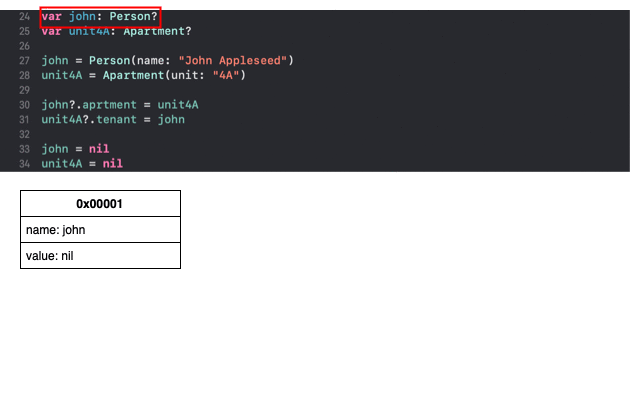 24 var john: Person?
25 var unit4A: Apartment?
26
27 john = Person(name: "John Appleseed")
28 unit4A = Apartment(unit: "4A")
29
30 john?.aprtment = unit4A
31 unit4A?.tenant = john
32
33 john = nil
34 unit4A = nil
0x00001
name: john
value: nil